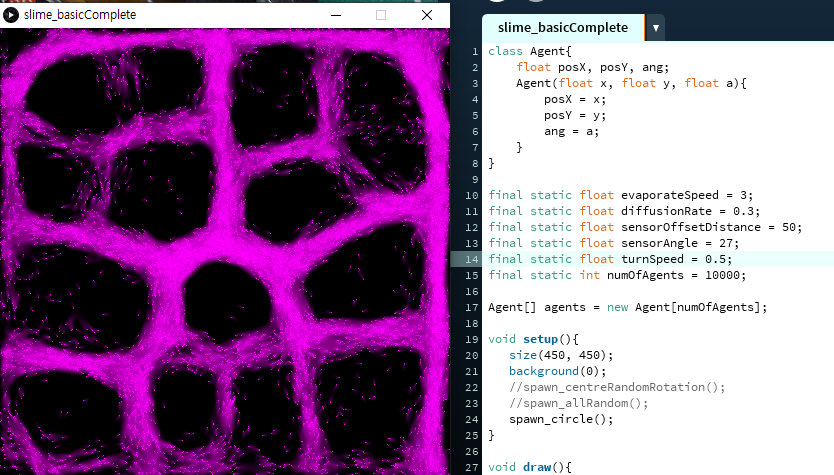 slime_basicComplete
slime_basicComplete
1 class Agent{
2 float posX, posY, ang;
3 Agent(float x, float y, float a){
4 posX = x;
5 posY = y;
6 ang = a;
7 }
8 }
9
10 final static float evaporateSpeed = 3;
11 final static float diffusionRate = 0.3;
12 final static float sensorOffsetDistance = 50;
13 final static float sensorAngle = 27;
14 final static float turnSpeed = 0.5;
15 final static int numOfAgents = 10000;
16
17 Agent[] agents = new Agent[numOfAgents];
18
19 void setup(){
20 size(450, 450);
21 background(0);
22 //spawn_centreRandomRotation();
23 //spawn_allRandom();
24 spawn_circle();
25 }
26
27 void draw(){